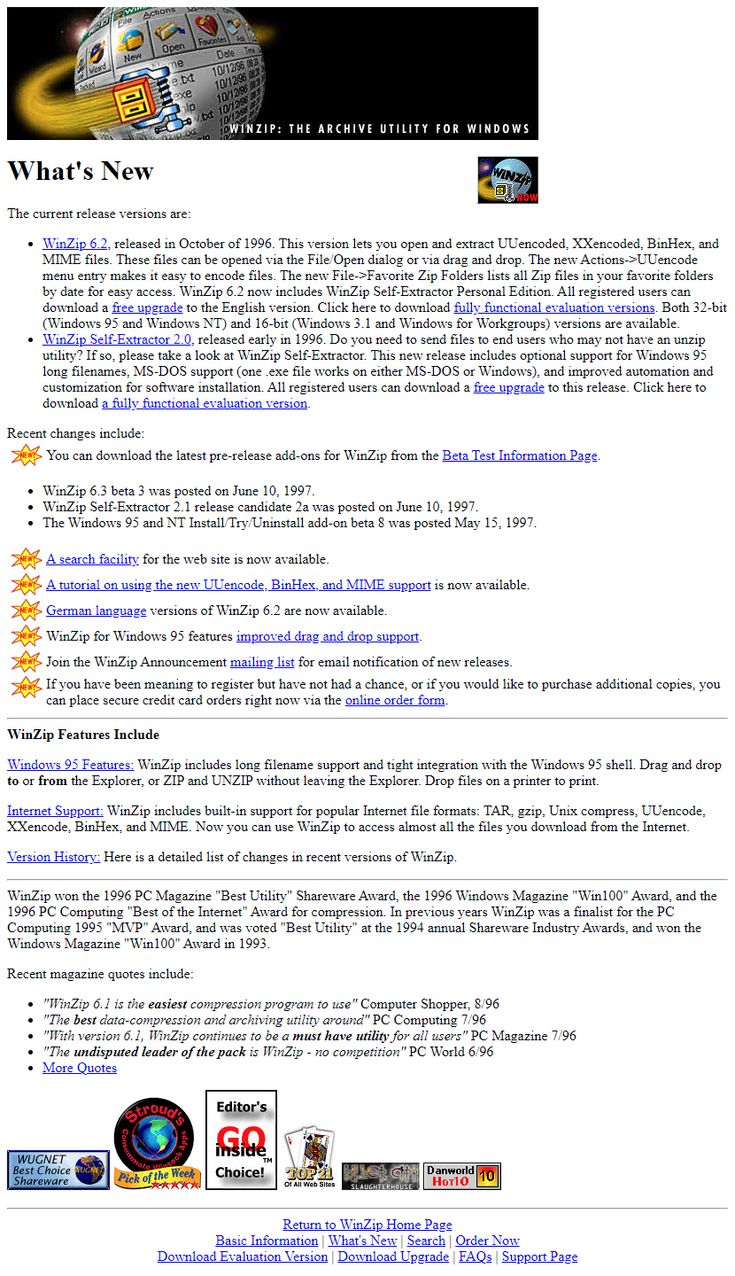 File Actions Options
New
Open
Favorites
Add
Wizard
Name Date Time
10/12/96
.txt 10/12/96
.exe 10/12/96
WINZIP: THE ARCHIVE UTILITY FOR WINDOWS
What's New
WINZIP
NOW
The current release versions are:
WinZip 6.2, released in October of 1996. This version lets you open and extract UUencoded, XXencoded, BinHex, and
MIME files. These files can be opened via the File/Open dialog or via drag and drop. The new Actions->UUencode
menu entry makes it easy to encode files. The new File->Favorite Zip Folders lists all Zip files in your favorite folders
by date for easy access. WinZip 6.2 now includes WinZip Self-Extractor Personal Edition. All registered users can
download a free upgrade to the English version. Click here to download fully functional evaluation versions. Both 32-bit
(Windows 95 and Windows NT) and 16-bit (Windows 3.1 and Windows for Workgroups) versions are available.
WinZip Self-Extractor 2.0, released early in 1996. Do you need to send files to end users who may not have an unzip
utility? If so, please take a look at WinZip Self-Extractor. This new release includes optional support for Windows 95
long filenames, MS-DOS support (one .exe file works on either MS-DOS or Windows), and improved automation and
customization for software installation. All registered users can download a free upgrade to this release. Click here to
download a fully functional evaluation version.
Recent changes include:
NEW! You can download the latest pre-release add-ons for WinZip from the Beta Test Information Page.
WinZip 6.3 beta 3 was posted on June 10, 1997.
WinZip Self-Extractor 2.1 release candidate 2a was posted on June 10, 1997.
The Windows 95 and NT Install/Try/Uninstall add-on beta 8 was posted May 15, 1997.
NEW! A search facility for the web site is now available.
NEW! A tutorial on using the new UUencode, BinHex, and MIME support is now available.
NEW! German language versions of WinZip 6.2 are now available.
NEW! WinZip for Windows 95 features improved drag and drop support.
NEW! Join the WinZip Announcement mailing list for email notification of new releases.
NEW! If you have been meaning to register but have not had a chance, or if you would like to purchase additional copies, you
can place secure credit card orders right now via the online order form.
WinZip Features Include
Windows 95 Features: WinZip includes long filename support and tight integration with the Windows 95 shell. Drag and drop
to or from the Explorer, or ZIP and UNZIP without leaving the Explorer. Drop files on a printer to print.
Internet Support: WinZip includes built-in support for popular Internet file formats: TAR, gzip, Unix compress, UUencode,
XXencode, BinHex, and MIME. Now you can use WinZip to access almost all the files you download from the Internet.
Version History: Here is a detailed list of changes in recent versions of WinZip.
WinZip won the 1996 PC Magazine "Best Utility" Shareware Award, the 1996 Windows Magazine "Win100" Award, and the
1996 PC Computing "Best of the Internet" Award for compression. In previous years WinZip was a finalist for the PC
Computing 1995 "MVP" Award, and was voted "Best Utility" at the 1994 annual Shareware Industry Awards, and won the
Windows Magazine "Win100" Award in 1993.
Recent magazine quotes include:
"WinZip 6.1 is the easiest compression program to use" Computer Shopper, 8/96
"The best data-compression and archiving utility around" PC Computing 7/96
"With version 6.1, WinZip continues to be a must have utility for all users" PC Magazine 7/96
"The undisputed leader of the pack is WinZip - no competition" PC World 6/96
More Quotes
WUGNET
Best Choice
Shareware
WUGNET
Stroud's
Consummate Winsock Apps
Pick of the Week
Editor's
GO
inside
TM
Choice!
TOP 21
Of All Web Sites
SLAUGHTERHOUSE
Danworld
HOT10
10
Return to WinZip Home Page
Basic Information | What's New | Search | Order Now
Download Evaluation Version | Download Upgrade | FAQs | Support Page